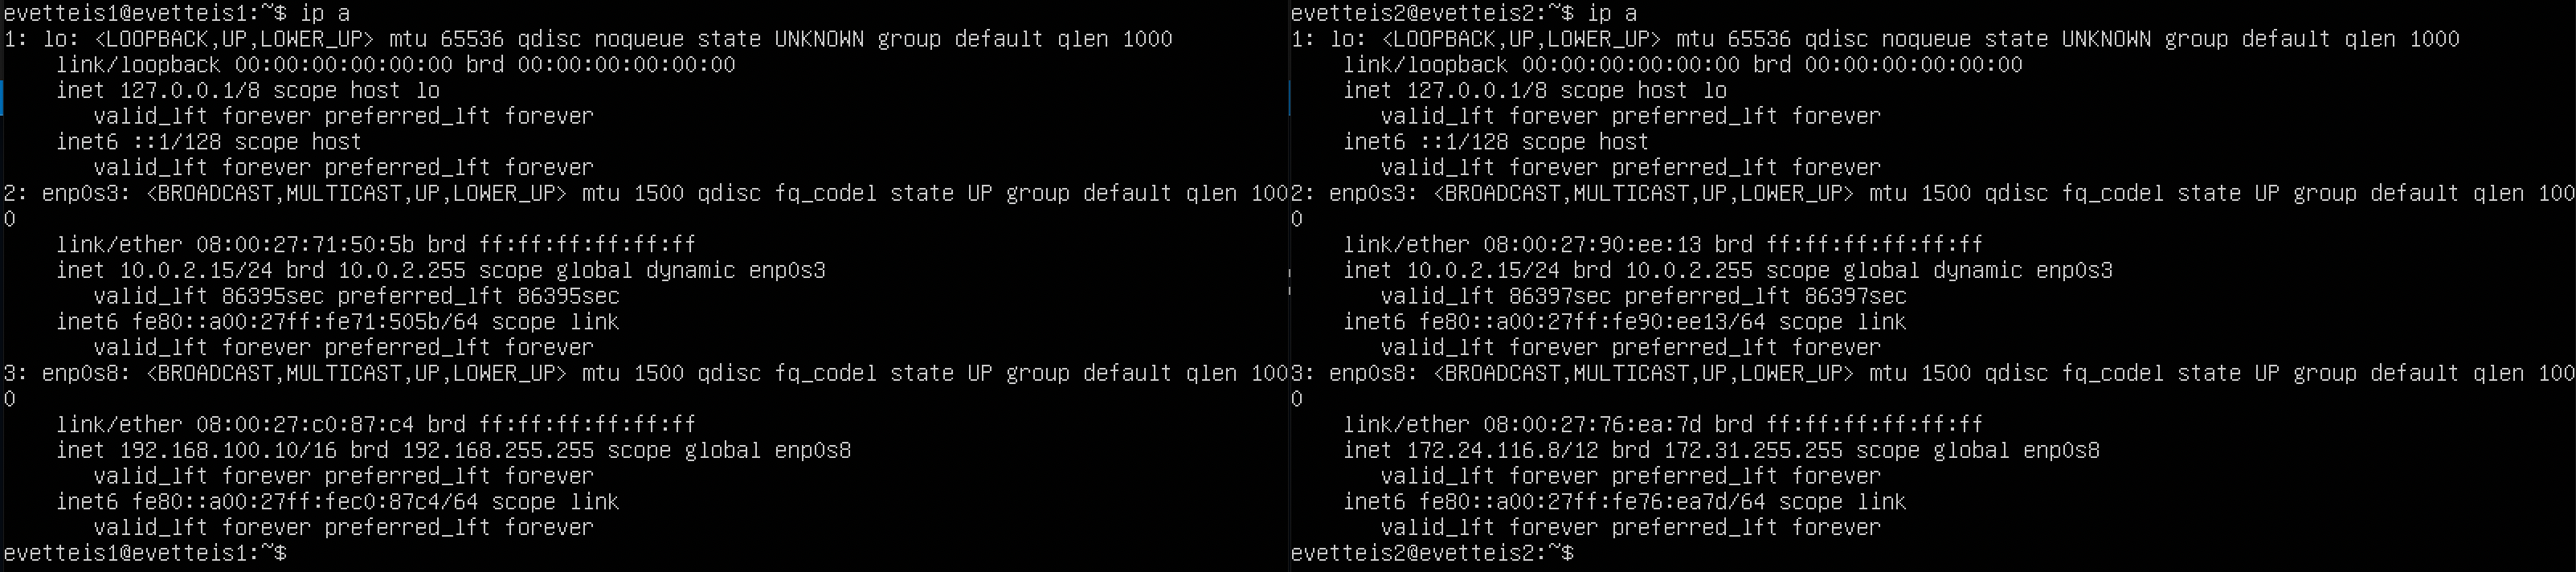 evetteis1@evetteis1:~$ ip a
1: lo: <LOOPBACK,UP,LOWER_UP> mtu 65536 qdisc noqueue state UNKNOWN group default qlen 1000
    link/loopback 00:00:00:00:00:00 brd 00:00:00:00:00:00
    inet 127.0.0.1/8 scope host lo
       valid_lft forever preferred_lft forever
    inet6 ::1/128 scope host
       valid_lft forever preferred_lft forever
2: enp0s3: <BROADCAST,MULTICAST,UP,LOWER_UP> mtu 1500 qdisc fq_codel state UP group default qlen 100
0
    link/ether 08:00:27:71:50:5b brd ff:ff:ff:ff:ff:ff
    inet 10.0.2.15/24 brd 10.0.2.255 scope global dynamic enp0s3
       valid_lft 86395sec preferred_lft 86395sec
    inet6 fe80::a00:27ff:fe71:505b/64 scope link
       valid_lft forever preferred_lft forever
3: enp0s8: <BROADCAST,MULTICAST,UP,LOWER_UP> mtu 1500 qdisc fq_codel state UP group default qlen 100
0
    link/ether 08:00:27:c0:87:c4 brd ff:ff:ff:ff:ff:ff
    inet 192.168.100.10/16 brd 192.168.255.255 scope global enp0s8
       valid_lft forever preferred_lft forever
    inet6 fe80::a00:27ff:fec0:87c4/64 scope link
       valid_lft forever preferred_lft forever
evetteis1@evetteis1:~$
evetteis2@evetteis2:~$ ip a
1: lo: <LOOPBACK,UP,LOWER_UP> mtu 65536 qdisc noqueue state UNKNOWN group default qlen 1000
    link/loopback 00:00:00:00:00:00 brd 00:00:00:00:00:00
    inet 127.0.0.1/8 scope host lo
       valid_lft forever preferred_lft forever
    inet6 ::1/128 scope host
       valid_lft forever preferred_lft forever
2: enp0s3: <BROADCAST,MULTICAST,UP,LOWER_UP> mtu 1500 qdisc fq_codel state UP group default qlen 100
0
    link/ether 08:00:27:90:ee:13 brd ff:ff:ff:ff:ff:ff
    inet 10.0.2.15/24 brd 10.0.2.255 scope global dynamic enp0s3
       valid_lft 86397sec preferred_lft 86397sec
    inet6 fe80::a00:27ff:fe90:ee13/64 scope link
       valid_lft forever preferred_lft forever
3: enp0s8: <BROADCAST,MULTICAST,UP,LOWER_UP> mtu 1500 qdisc fq_codel state UP group default qlen 100
0
    link/ether 08:00:27:76:ea:7d brd ff:ff:ff:ff:ff:ff
    inet 172.24.116.8/12 brd 172.31.255.255 scope global enp0s8
       valid_lft forever preferred_lft forever
    inet6 fe80::a00:27ff:fe76:ea7d/64 scope link
       valid_lft forever preferred_lft forever
evetteis2@evetteis2:~$